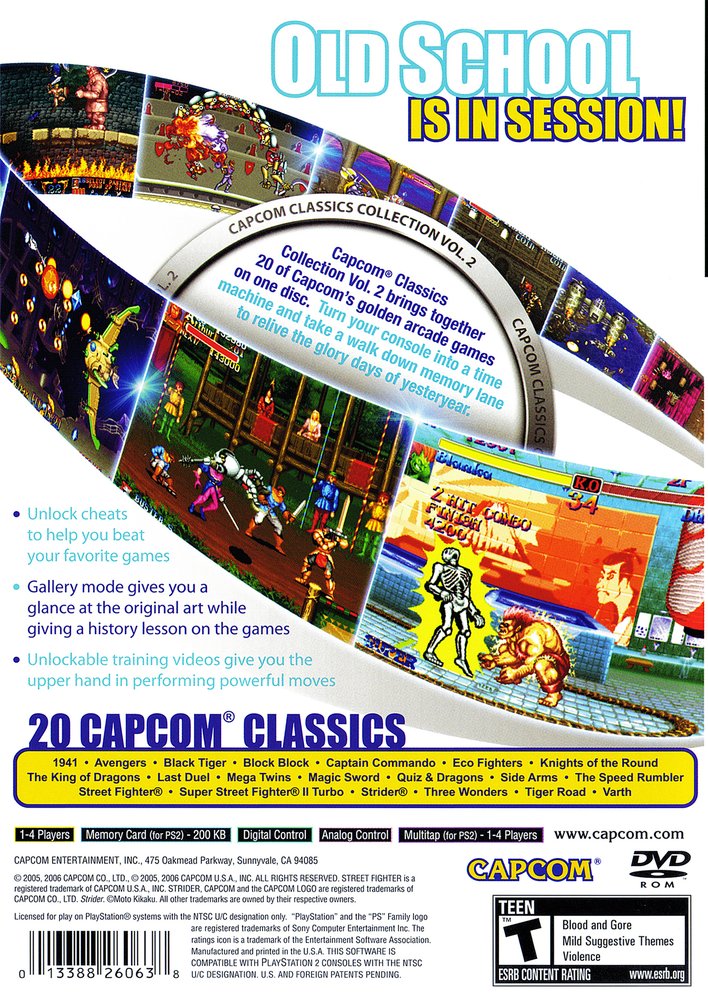 OLD SCHOOL
IS IN SESSION!
CAPCOM CLASSICS COLLECTION VOL. 2
L. 2
CAPCOM CLASSICS
Capcom® Classics
Collection Vol. 2 brings together
20 of Capcom's golden arcade games
on one disc. Turn your console into a time
machine and take a walk down memory lane
to relive the glory days of yesteryear.
Blanka
K.O
34
2 HIT COMBO
FINISH
4200
• Unlock cheats
to help you beat
your favorite games
• Gallery mode gives you a
glance at the original art while
giving a history lesson on the games
• Unlockable training videos give you the
upper hand in performing powerful moves
20 CAPCOM® CLASSICS
1941 • Avengers • Black Tiger • Block Block • Captain Commando • Eco Fighters • Knights of the Round
The King of Dragons • Last Duel • Mega Twins • Magic Sword • Quiz & Dragons • Side Arms • The Speed Rumbler
Street Fighter® • Super Street Fighter® II Turbo • Strider® • Three Wonders • Tiger Road • Varth
1-4 Players Memory Card (for PS2) - 200 KB Digital Control Analog Control Multitap (for PS2) - 1-4 Players www.capcom.com
CAPCOM ENTERTAINMENT, INC., 475 Oakmead Parkway, Sunnyvale, CA 94085
© 2005, 2006 CAPCOM CO., LTD., © 2005, 2006 CAPCOM U.S.A., INC. ALL RIGHTS RESERVED. STREET FIGHTER is a
registered trademark of CAPCOM U.S.A., INC. STRIDER, CAPCOM and the CAPCOM LOGO are registered trademarks of
CAPCOM CO., LTD. Strider. ©Moto Kikaku. All other trademarks are owned by their respective owners.
CAPCOM®
DVD
ROM
Licensed for play on PlayStation® systems with the NTSC U/C designation only. "PlayStation" and the "PS" Family logo
are registered trademarks of Sony Computer Entertainment Inc. The
ratings icon is a trademark of the Entertainment Software Association.
Manufactured and printed in the U.S.A. THIS SOFTWARE IS
COMPATIBLE WITH PLAYSTATION 2 CONSOLES WITH THE NTSC
U/C DESIGNATION. U.S. AND FOREIGN PATENTS PENDING.
0 13388 26063 8
TEEN
T
Blood and Gore
Mild Suggestive Themes
Violence
ESRB CONTENT RATING www.esrb.org